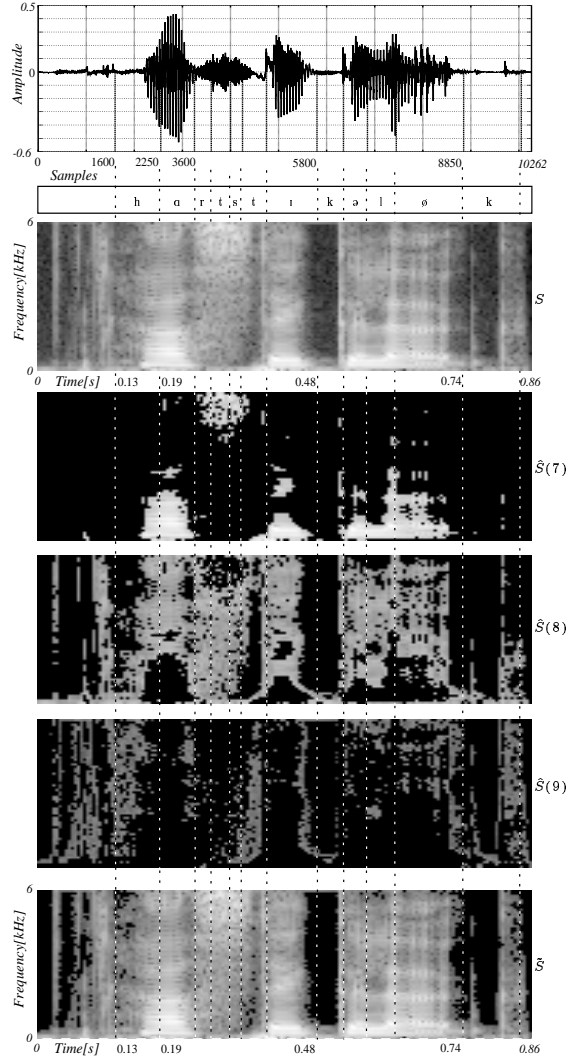 0.5
Amplitude
0
-0.6
0 1600 2250 3600 5800 8850 10262
Samples
h ɑ r t s t ɪ k ə l ø k
6
Frequency[kHz]
S
0
0 Time[s] 0.13 0.19 0.48 0.74 0.86
Ŝ(7)
Ŝ(8)
Ŝ(9)
6
Frequency[kHz]
S̃
0
0 Time[s] 0.13 0.19 0.48 0.74 0.86